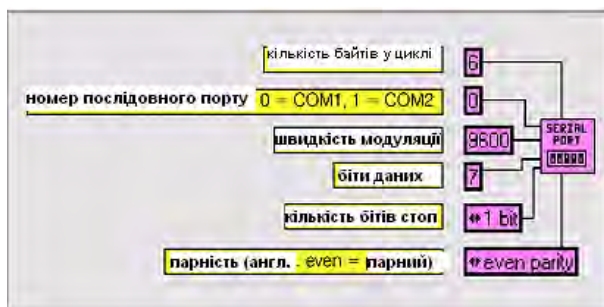 кількість байтів у циклі 6
номер послідовного порту 0 = COM1, 1 = COM2 0
SERIAL PORT
швидкість модуляції 9600
біти даних 7
кількість бітів стоп 1 bit
парність (англ. . even = парний) even parity